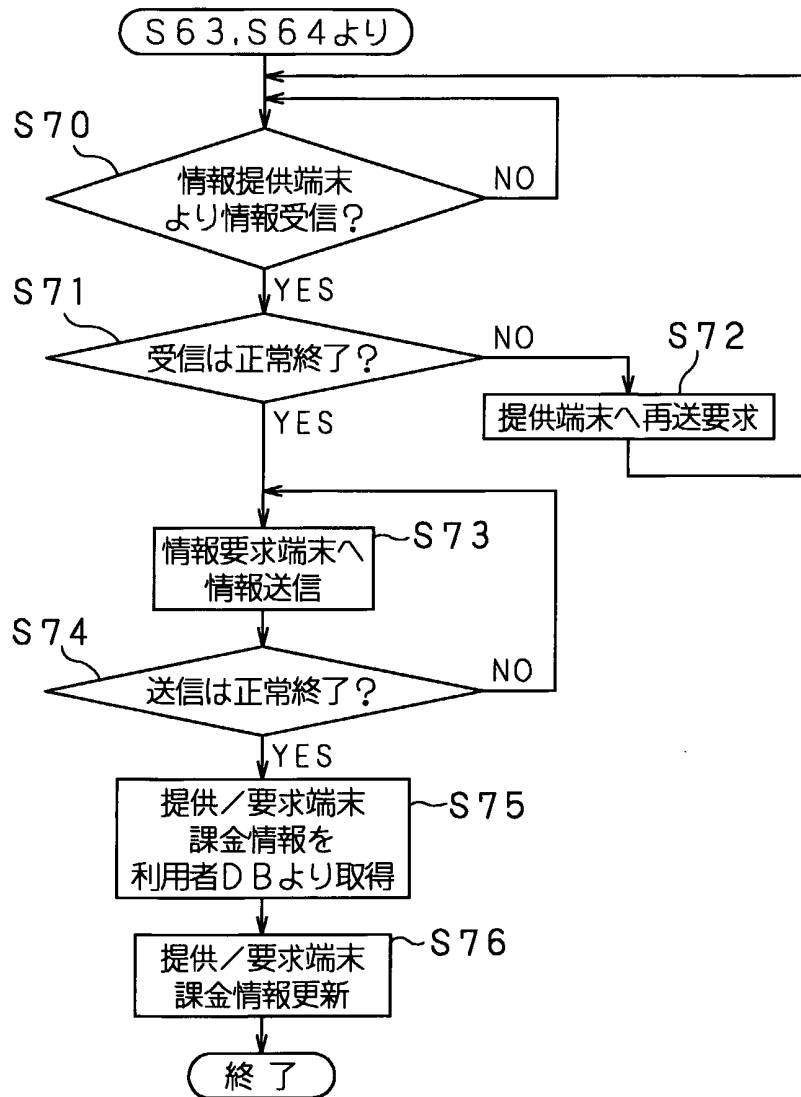 S63,S64より
S70
情報提供端末
より情報受信?
NO
YES
S71
受信は正常終了?
NO
YES
S72
提供端末へ再送要求
S73
情報要求端末へ
情報送信
S74
送信は正常終了?
NO
YES
S75
提供/要求端末
課金情報を
利用者DBより取得
S76
提供/要求端末
課金情報更新
終了